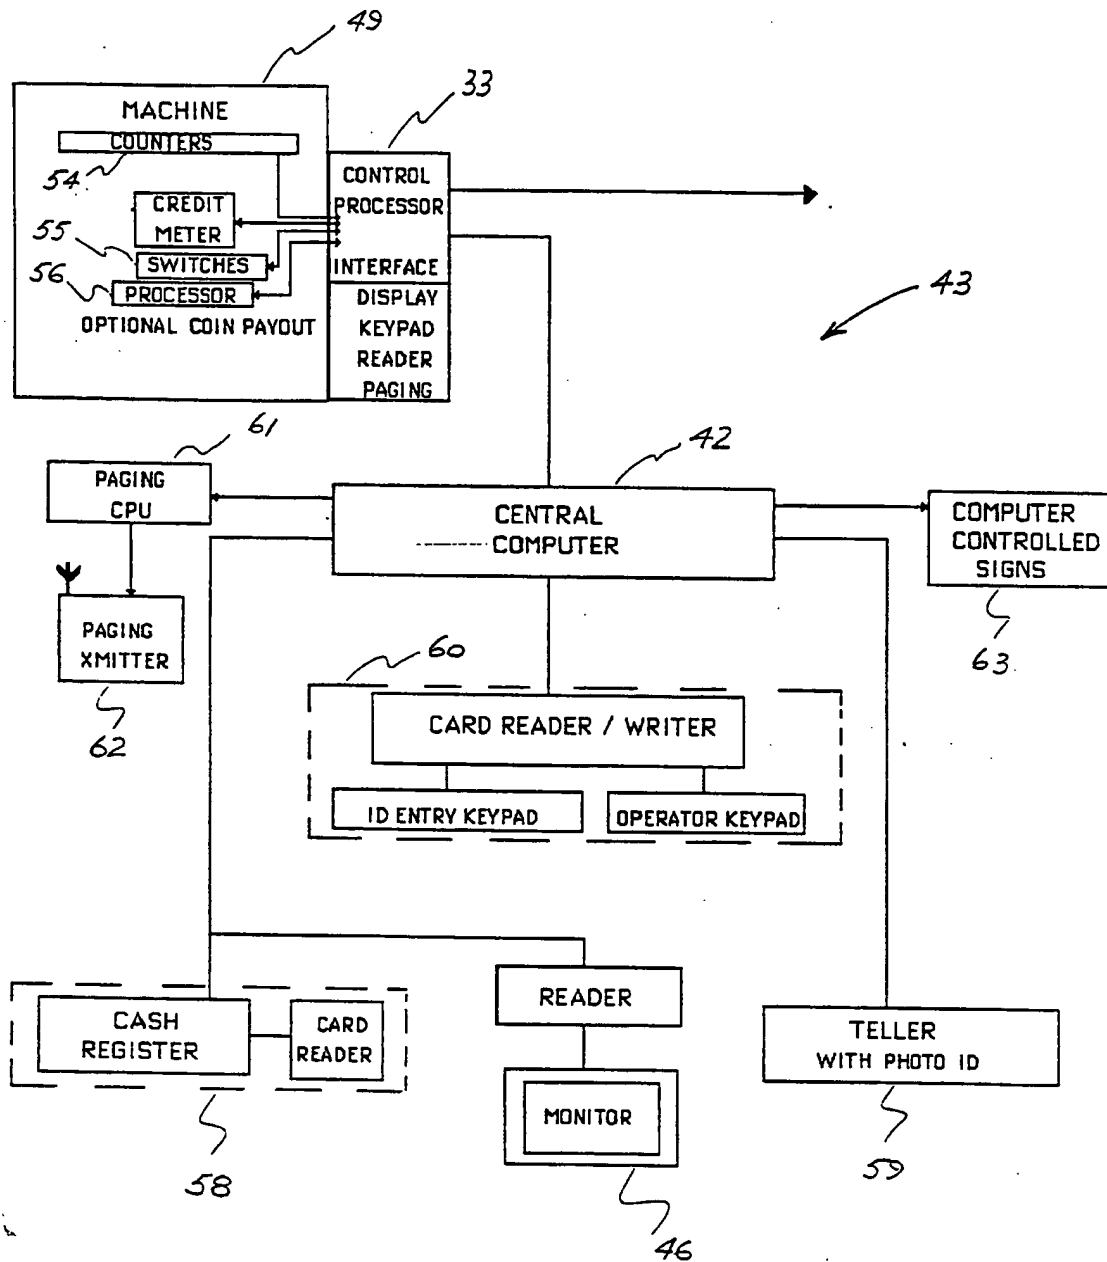 49
MACHINE
33
COUNTERS
54
CONTROL
PROCESSOR
CREDIT
METER
55
SWITCHES
INTERFACE
56
PROCESSOR
OPTIONAL COIN PAYOUT
DISPLAY
KEYPAD
READER
PAGING
43
61
42
PAGING
CPU
CENTRAL
COMPUTER
COMPUTER
CONTROLLED
SIGNS
PAGING
XMITTER
63
60
62
CARD READER / WRITER
ID ENTRY KEYPAD
OPERATOR KEYPAD
READER
CASH
REGISTER
CARD
READER
TELLER
WITH PHOTO ID
MONITOR
58
59
46